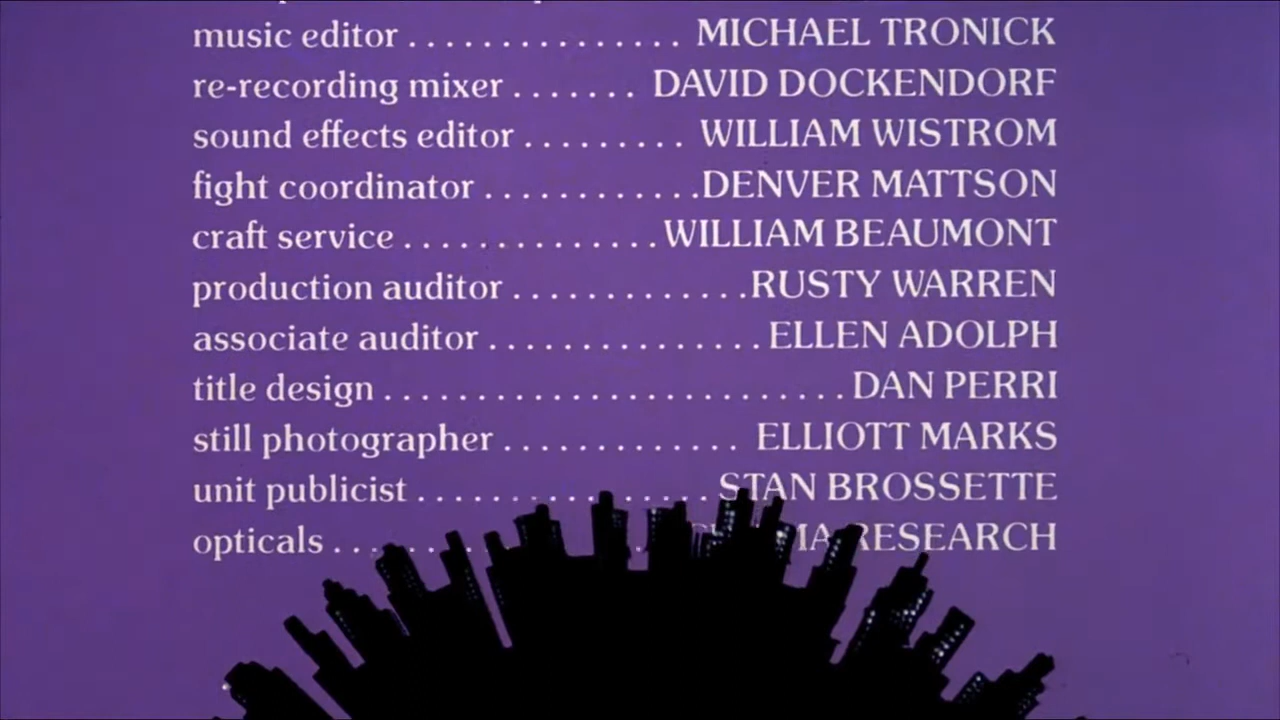 music editor . . . . . . . . . . . . . . . MICHAEL TRONICK
re-recording mixer . . . . . . . DAVID DOCKENDORF
sound effects editor . . . . . . . . . WILLIAM WISTROM
fight coordinator . . . . . . . . . . . .DENVER MATTSON
craft service . . . . . . . . . . . . . . WILLIAM BEAUMONT
production auditor . . . . . . . . . . . . .RUSTY WARREN
associate auditor . . . . . . . . . . . . . . . ELLEN ADOLPH
title design . . . . . . . . . . . . . . . . . . . . . . . . . . DAN PERRI
still photographer . . . . . . . . . . . . . ELLIOTT MARKS
unit publicist . . . . . . . . . . . . . . . . STAN BROSSETTE
opticals . . . . . . RESEARCH